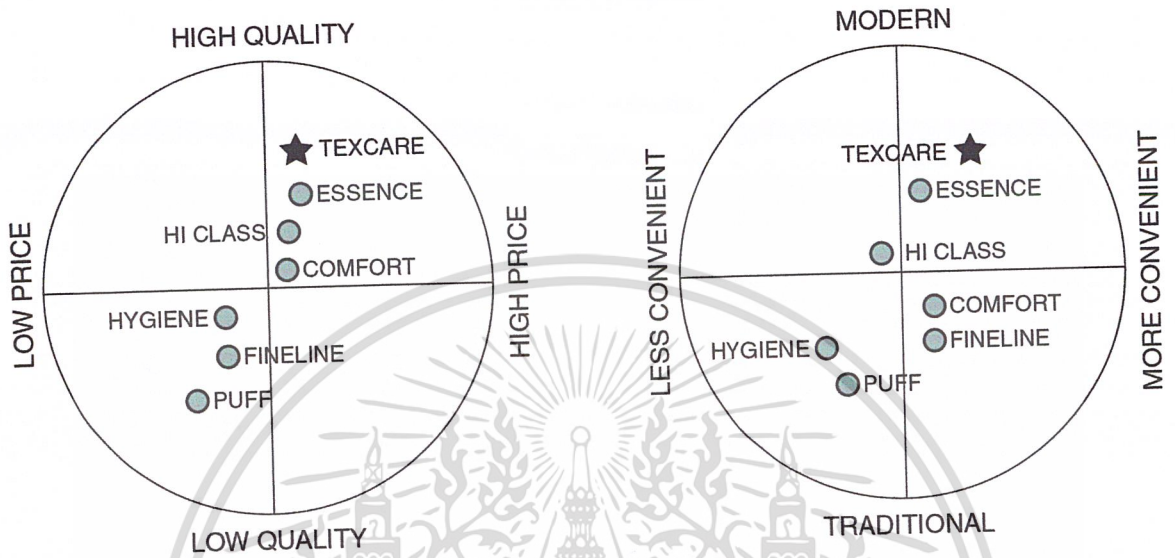 HIGH QUALITY
TEXCARE
ESSENCE
HI CLASS
COMFORT
HYGIENE
FINELINE
PUFF
LOW PRICE
HIGH PRICE
LOW QUALITY
MODERN
TEXCARE
ESSENCE
HI CLASS
COMFORT
FINELINE
HYGIENE
PUFF
LESS CONVENIENT
MORE CONVENIENT
TRADITIONAL